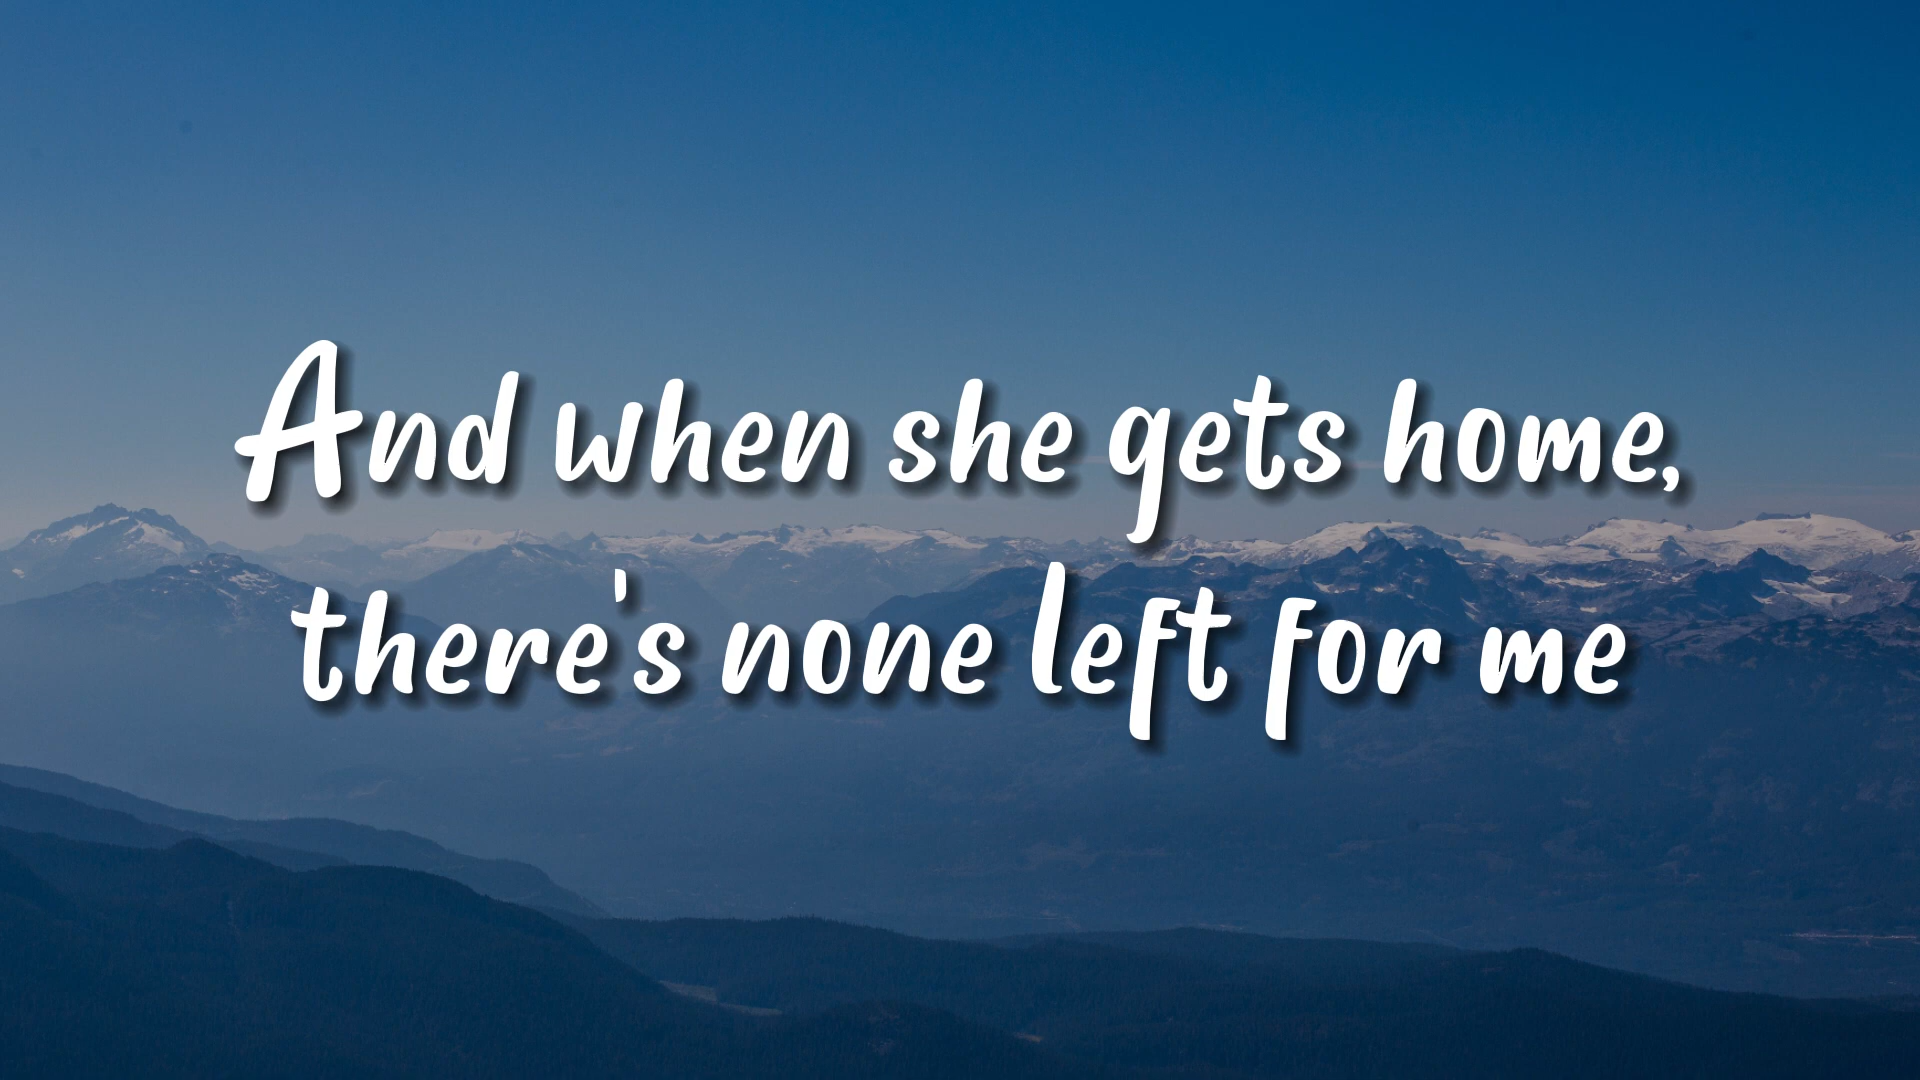 And when she gets home,
there's none left for me